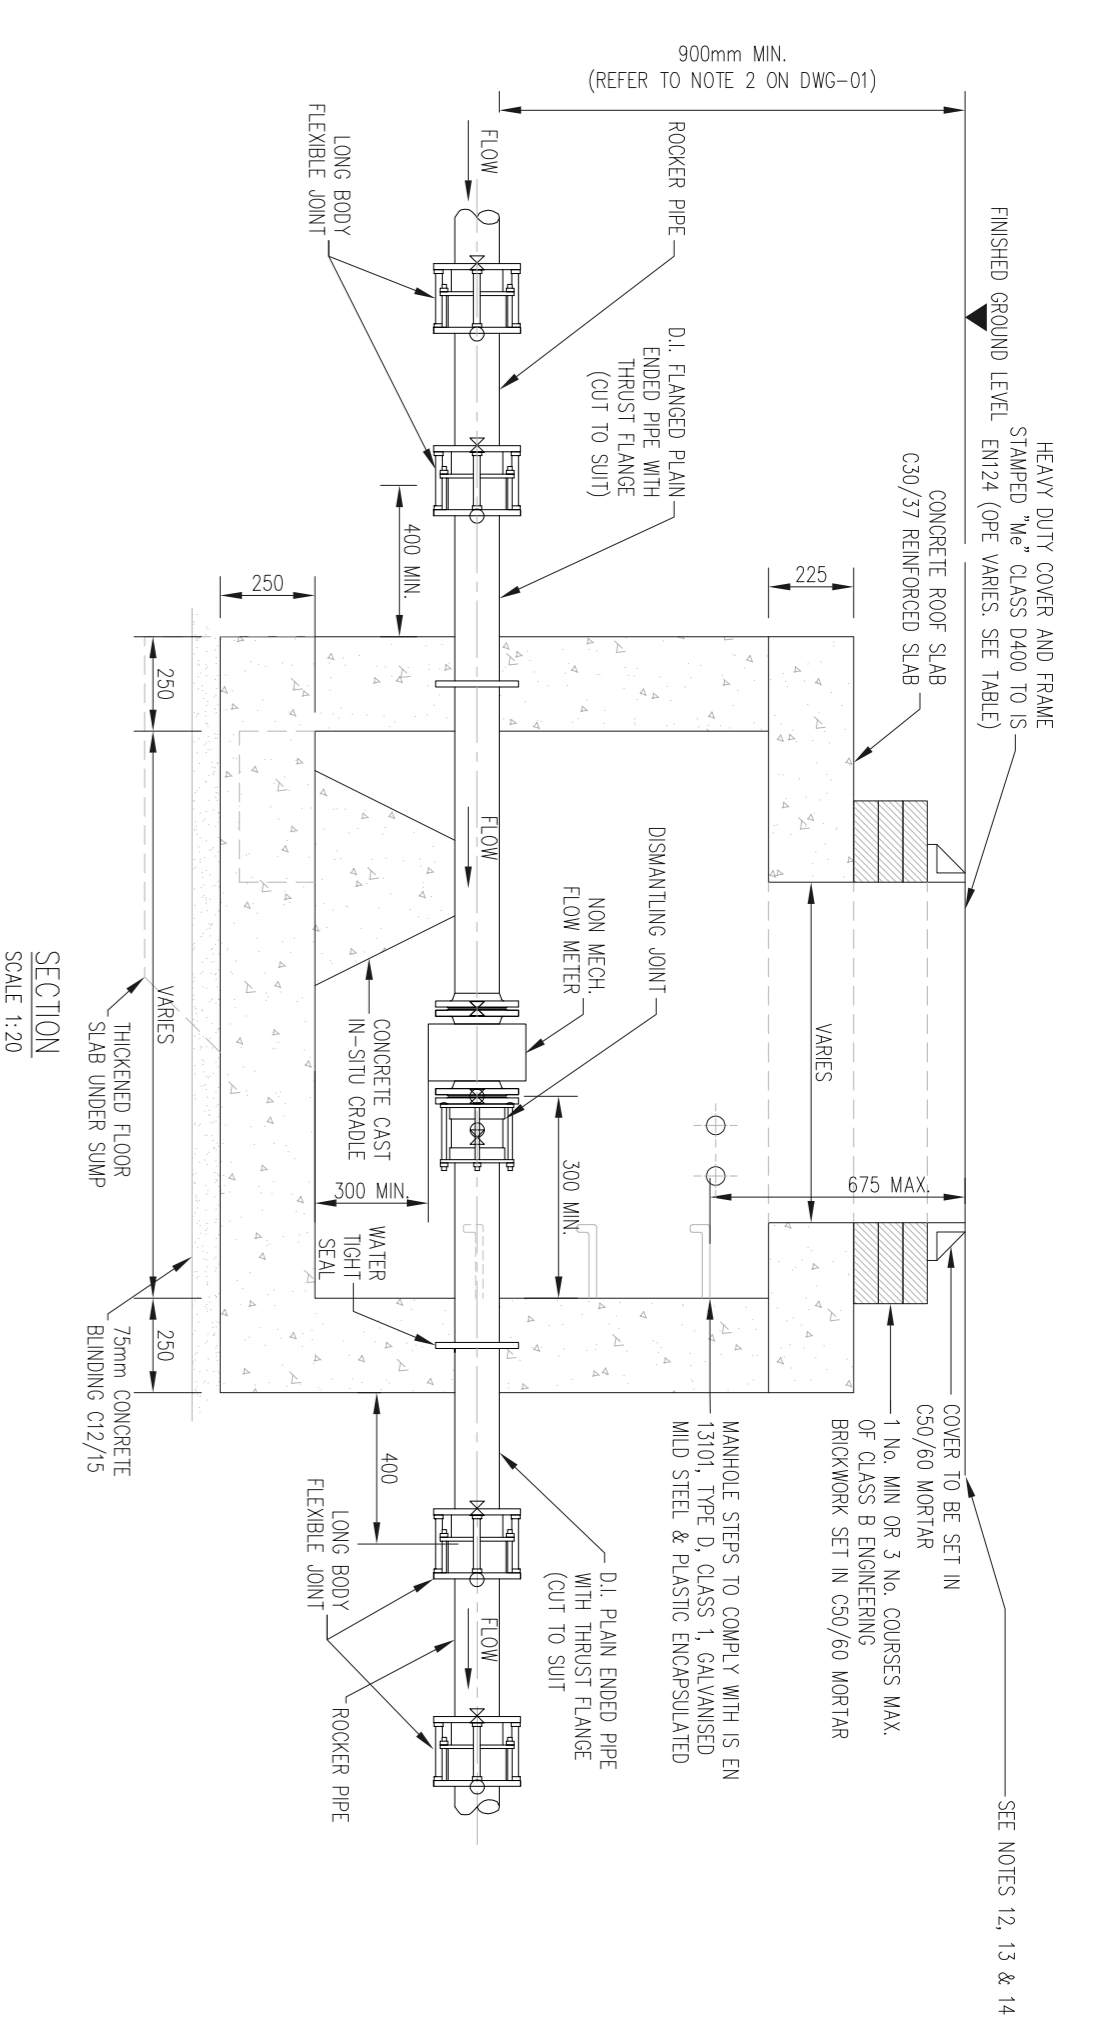 900mm MIN.
(REFER TO NOTE 2 ON DWG-01)
FINISHED GROUND LEVEL
HEAVY DUTY COVER AND FRAME
STAMPED "Me" CLASS D400 TO IS
EN124 (OPE VARIES. SEE TABLE)
CONCRETE ROOF SLAB
C30/37 REINFORCED SLAB
COVER TO BE SET IN
C50/60 MORTAR
SEE NOTES 12, 13 & 14
1 No. MIN OR 3 No. COURSES MAX.
OF CLASS B ENGINEERING
BRICKWORK SET IN C50/60 MORTAR
MANHOLE STEPS TO COMPLY WITH IS EN
13101, TYPE D, CLASS 1, GALVANISED
MILD STEEL & PLASTIC ENCAPSULATED
225
VARIES
675 MAX.
ROCKER PIPE
D.I. FLANGED PLAIN
ENDED PIPE WITH
THRUST FLANGE
(CUT TO SUIT)
DISMANTLING JOINT
NON MECH.
FLOW METER
300 MIN.
D.I. PLAIN ENDED PIPE
WITH THRUST FLANGE
(CUT TO SUIT
FLOW
FLOW
FLOW
LONG BODY
FLEXIBLE JOINT
400 MIN.
CONCRETE CAST
IN-SITU CRADLE
300 MIN.
WATER
TIGHT
SEAL
400
LONG BODY
FLEXIBLE JOINT
ROCKER PIPE
250
250
VARIES
250
THICKENED FLOOR
SLAB UNDER SUMP
75mm CONCRETE
BLINDING C12/15
SECTION
SCALE 1:20